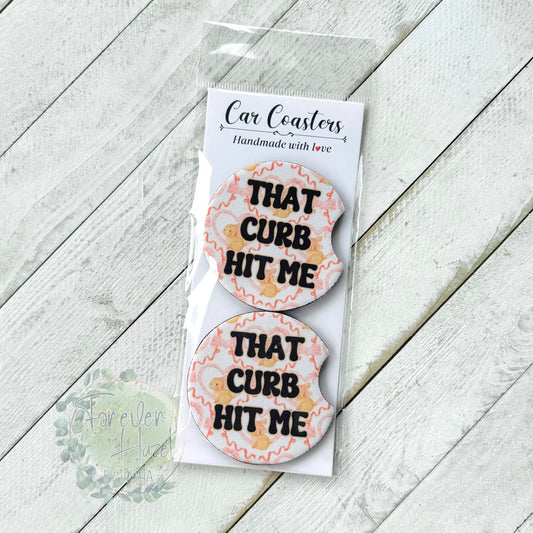 Car Coasters
Handmade with love
THAT
CURB
HIT ME
THAT
CURB
HIT ME
Forever
Hazel